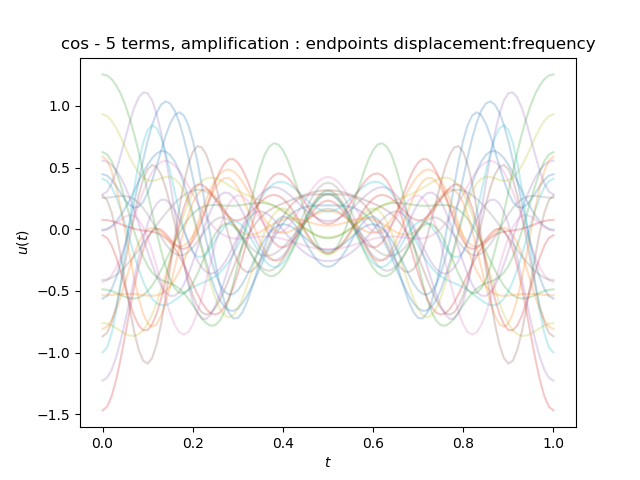 cos - 5 terms, amplification : endpoints displacement:frequency
1.0
0.5
0.0
−0.5
−1.0
−1.5
u(t)
0.0 0.2 0.4 0.6 0.8 1.0
t